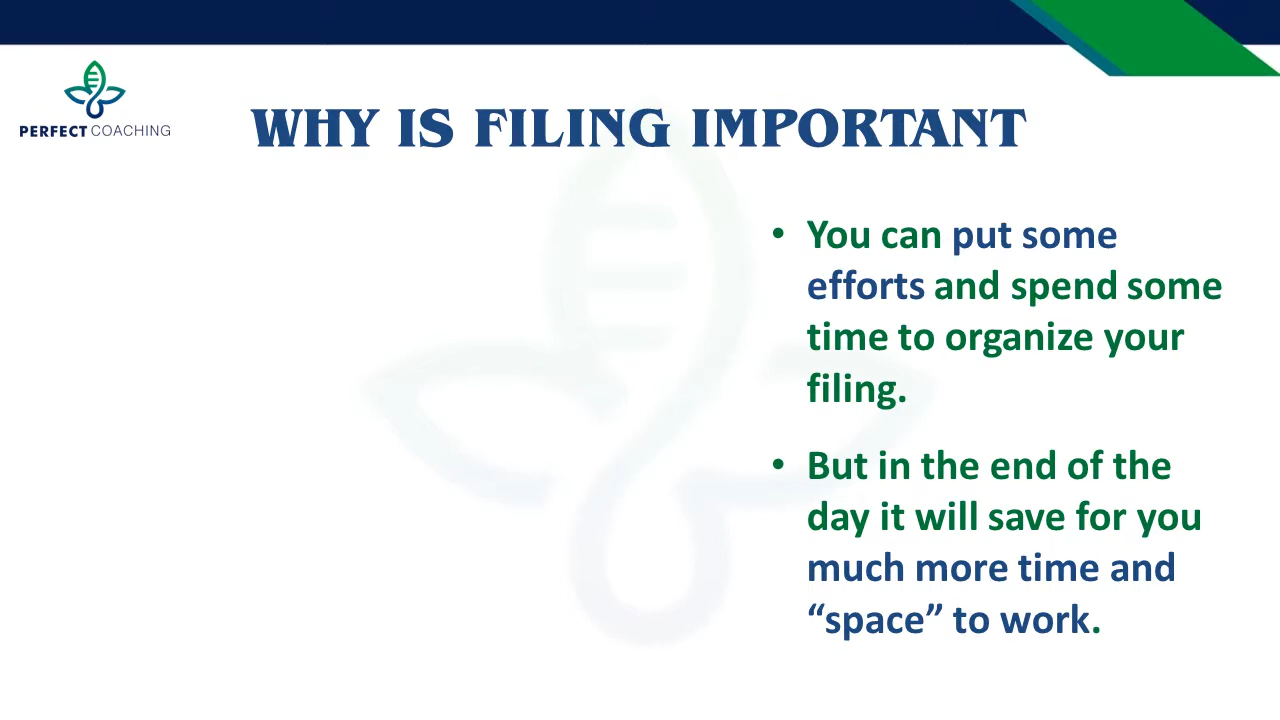 PERFECT COACHING
WHY IS FILING IMPORTANT
• You can put some
efforts and spend some
time to organize your
filing.
• But in the end of the
day it will save for you
much more time and
“space” to work.